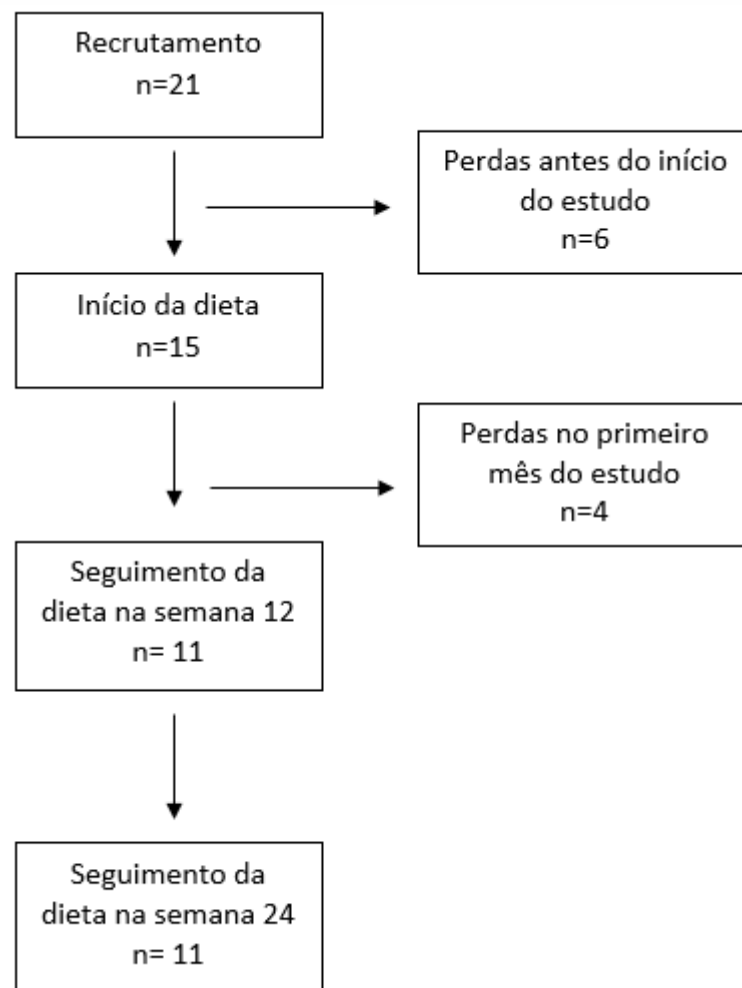 Recrutamento
n=21
Perdas antes do início
do estudo
n=6
Início da dieta
n=15
Perdas no primeiro
mês do estudo
n=4
Seguimento da
dieta na semana 12
n= 11
Seguimento da
dieta na semana 24
n= 11